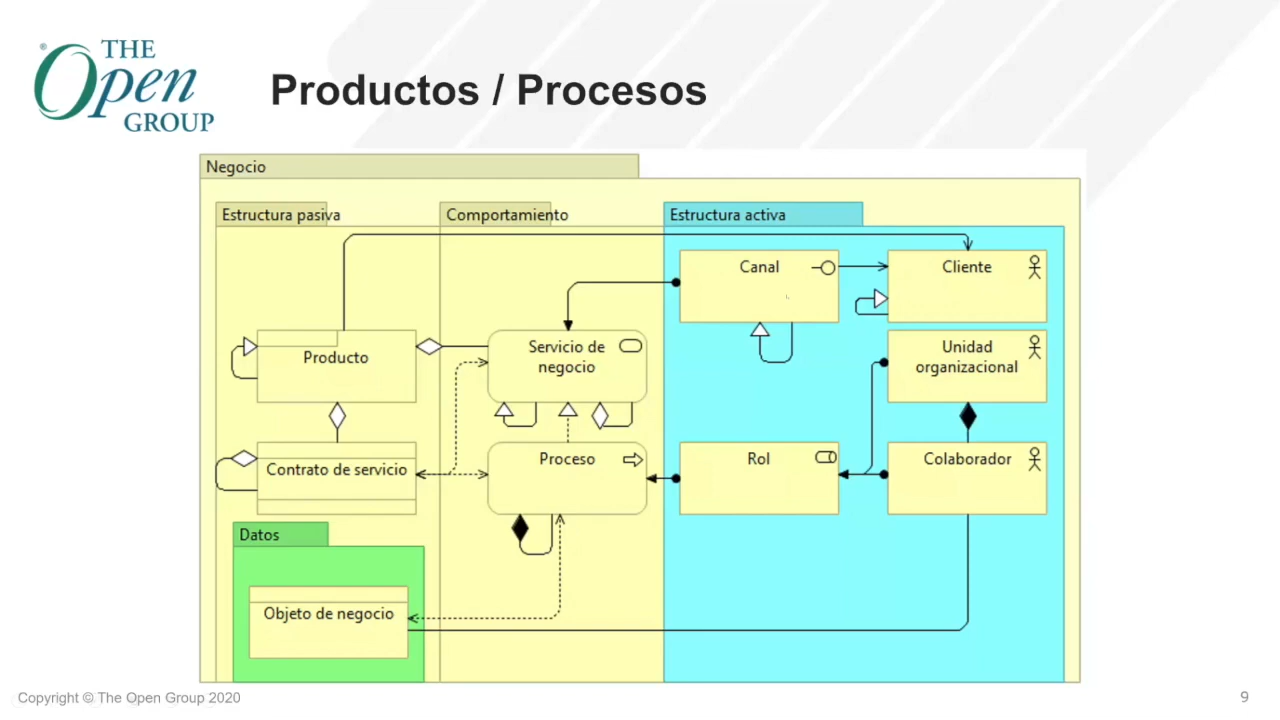 THE
Open
GROUP
®
Productos / Procesos
Negocio
Estructura pasiva
Comportamiento
Estructura activa
Canal
Cliente
Producto
Servicio de
negocio
Unidad
organizacional
Contrato de servicio
Proceso
Rol
Colaborador
Datos
Objeto de negocio
Copyright © The Open Group 2020
9